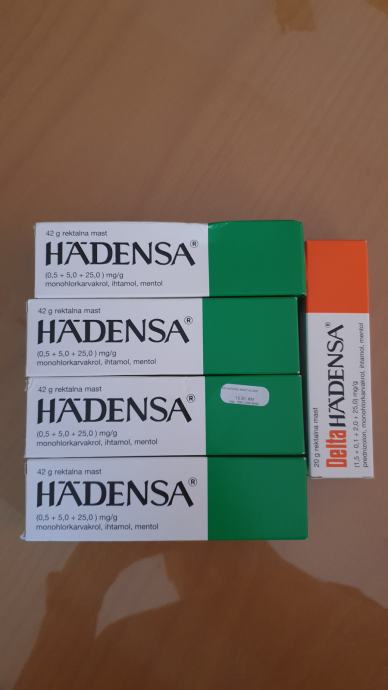 42 g rektalna mast
HÄDENSA®
(0,5 + 5,0 + 25,0 ) mg/g
monohlorkarvakrol, ihtamol, mentol
42 g rektalna mast
HÄDENSA®
(0,5 + 5,0 + 25,0 ) mg/g
monohlorkarvakrol, ihtamol, mentol
42 g rektalna mast
HÄDENSA®
(0,5 + 5,0 + 25,0 ) mg/g
monohlorkarvakrol, ihtamol, mentol
42 g rektalna mast
HÄDENSA®
(0,5 + 5,0 + 25,0 ) mg/g
monohlorkarvakrol, ihtamol, mentol
20 g rektalna mast
Delta HÄDENSA®
(1,5 + 0,1 + 2,0 + 25,0) mg/g
prednizolon, monohlorkarvakrol, ihtamol, mentol